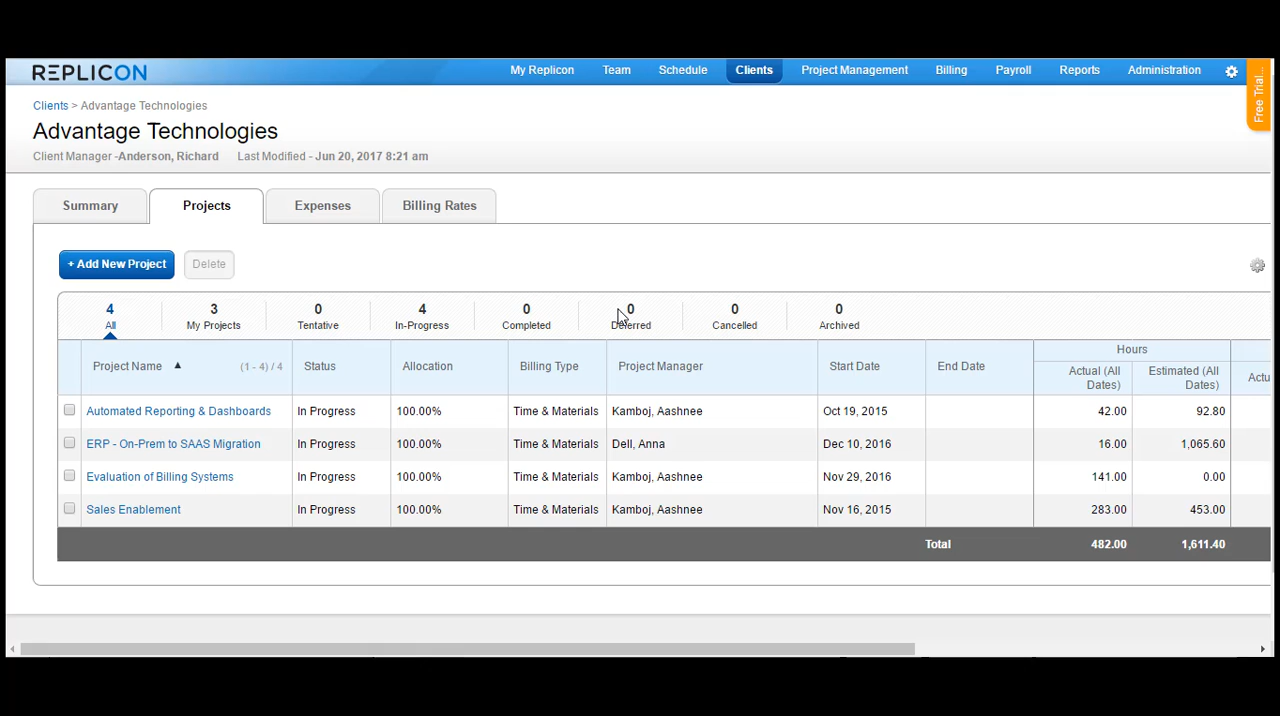 REPLICON
My Replicon Team Schedule Clients Project Management Billing Payroll Reports Administration
Free Trial...
Clients > Advantage Technologies
Advantage Technologies
Client Manager -Anderson, Richard Last Modified - Jun 20, 2017 8:21 am
Summary Projects Expenses Billing Rates
+ Add New Project Delete
4 3 0 4 0 0 0 0
All My Projects Tentative In-Progress Completed Deferred Cancelled Archived
Project Name ▲ (1 - 4) / 4 Status Allocation Billing Type Project Manager Start Date End Date Hours
Actual (All Dates) Estimated (All Dates) Actu
Automated Reporting & Dashboards In Progress 100.00% Time & Materials Kamboj, Aashnee Oct 19, 2015 42.00 92.80
ERP - On-Prem to SAAS Migration In Progress 100.00% Time & Materials Dell, Anna Dec 10, 2016 16.00 1,065.60
Evaluation of Billing Systems In Progress 100.00% Time & Materials Kamboj, Aashnee Nov 29, 2016 141.00 0.00
Sales Enablement In Progress 100.00% Time & Materials Kamboj, Aashnee Nov 16, 2015 283.00 453.00
Total 482.00 1,611.40